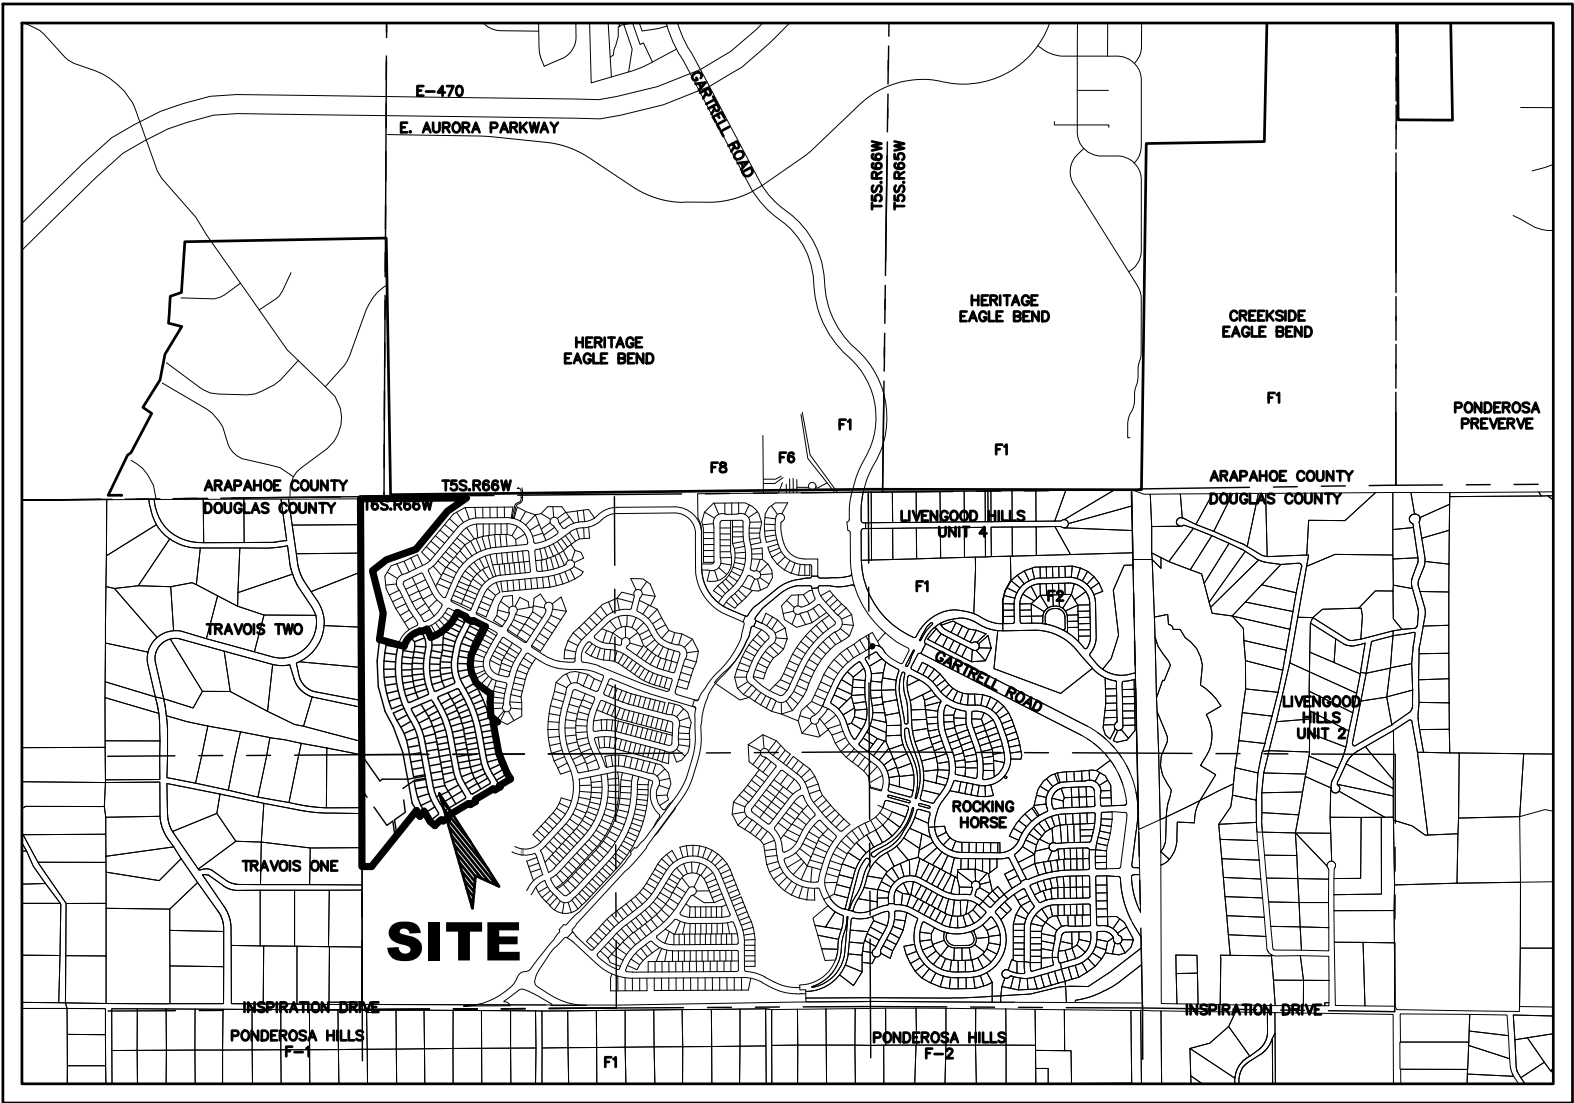 E-470
E. AURORA PARKWAY
GARTRELL ROAD
T5S.R66W
T5S.R65W
HERITAGE
EAGLE BEND
HERITAGE
EAGLE BEND
CREEKSIDE
EAGLE BEND
F1
PONDEROSA
PREVERVE
F1
F1
F6
F8
ARAPAHOE COUNTY
DOUGLAS COUNTY
T5S.R66W
T6S.R66W
ARAPAHOE COUNTY
DOUGLAS COUNTY
LIVENGOOD HILLS
UNIT 4
F1
F2
TRAVOIS TWO
GARTRELL ROAD
LIVENGOOD
HILLS
UNIT 2
ROCKING
HORSE
TRAVOIS ONE
SITE
INSPIRATION DRIVE
INSPIRATION DRIVE
PONDEROSA HILLS
F-1
F1
PONDEROSA HILLS
F-2